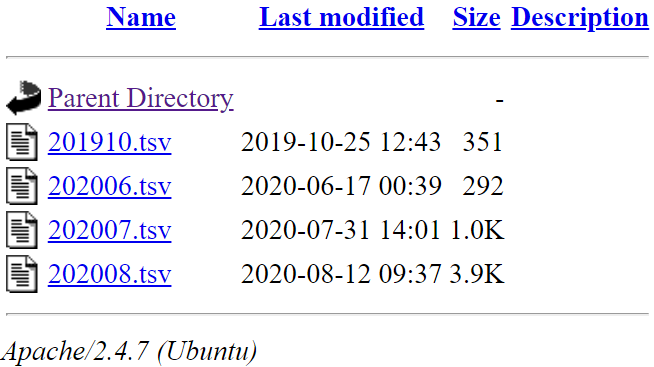 Name Last modified Size Description
Parent Directory -
201910.tsv 2019-10-25 12:43 351
202006.tsv 2020-06-17 00:39 292
202007.tsv 2020-07-31 14:01 1.0K
202008.tsv 2020-08-12 09:37 3.9K
Apache/2.4.7 (Ubuntu)